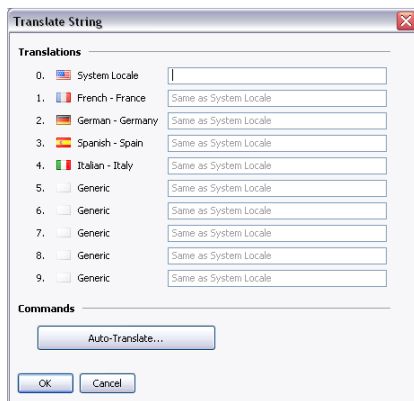 Translate String
Translations
0. System Locale
1. French - France Same as System Locale
2. German - Germany Same as System Locale
3. Spanish - Spain Same as System Locale
4. Italian - Italy Same as System Locale
5. Generic Same as System Locale
6. Generic Same as System Locale
7. Generic Same as System Locale
8. Generic Same as System Locale
9. Generic Same as System Locale
Commands
Auto-Translate...
OK Cancel